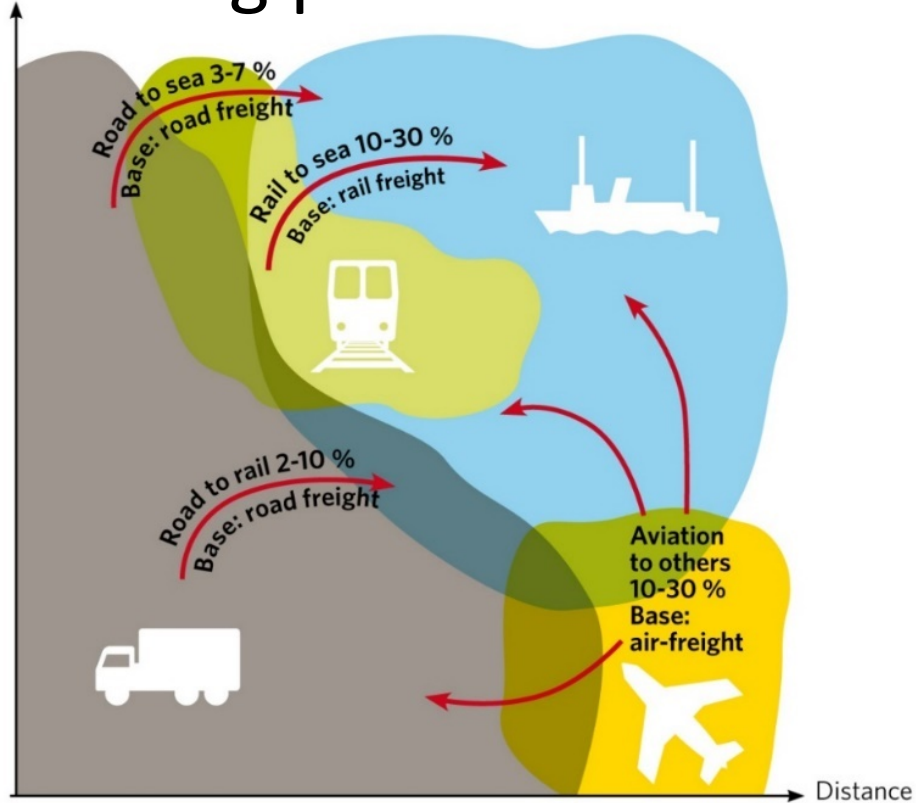 Road to sea 3-7 %
Base: road freight
Rail to sea 10-30 %
Base: rail freight
Road to rail 2-10 %
Base: road freight
Aviation
to others
10-30 %
Base:
air-freight
Distance